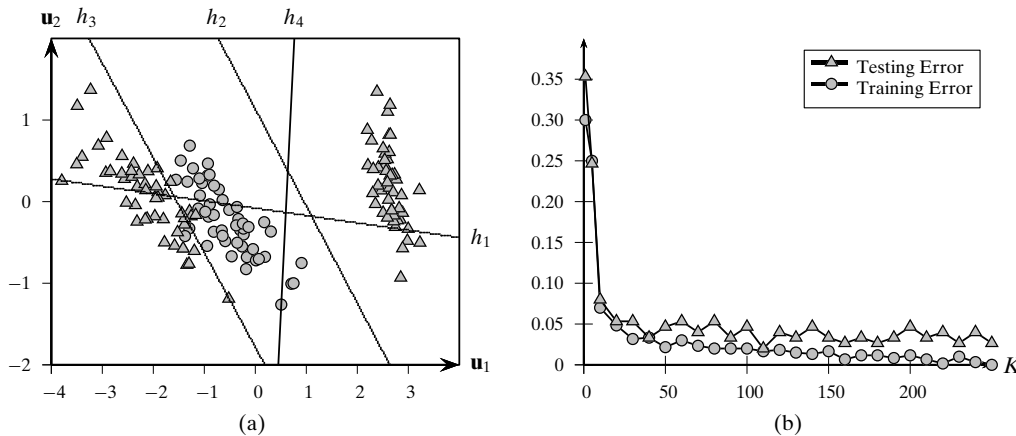 u2 h3 h2 h4
1
0
−1
−2
h1
u1
−4 −3 −2 −1 0 1 2 3
(a)
Testing Error
Training Error
0.35
0.30
0.25
0.20
0.15
0.10
0.05
0
0 50 100 150 200
K
(b)